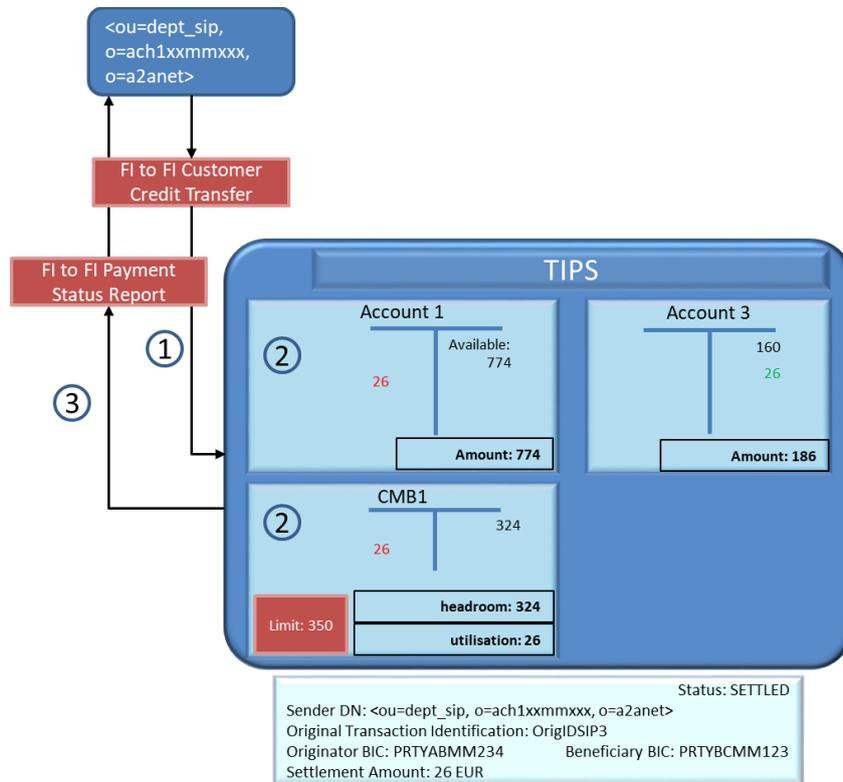 <ou=dept_sip,
o=ach1xxmmxxx,
o=a2anet>
FI to FI Customer
Credit Transfer
FI to FI Payment
Status Report
1
3
TIPS
Account 1
2
Available:
774
26
Amount: 774
Account 3
160
26
Amount: 186
CMB1
2
324
26
Limit: 350
headroom: 324
utilisation: 26
Status: SETTLED
Sender DN: <ou=dept_sip, o=ach1xxmmxxx, o=a2anet>
Original Transaction Identification: OrigIDSIP3
Originator BIC: PRTYABMM234 Beneficiary BIC: PRTYBCMM123
Settlement Amount: 26 EUR